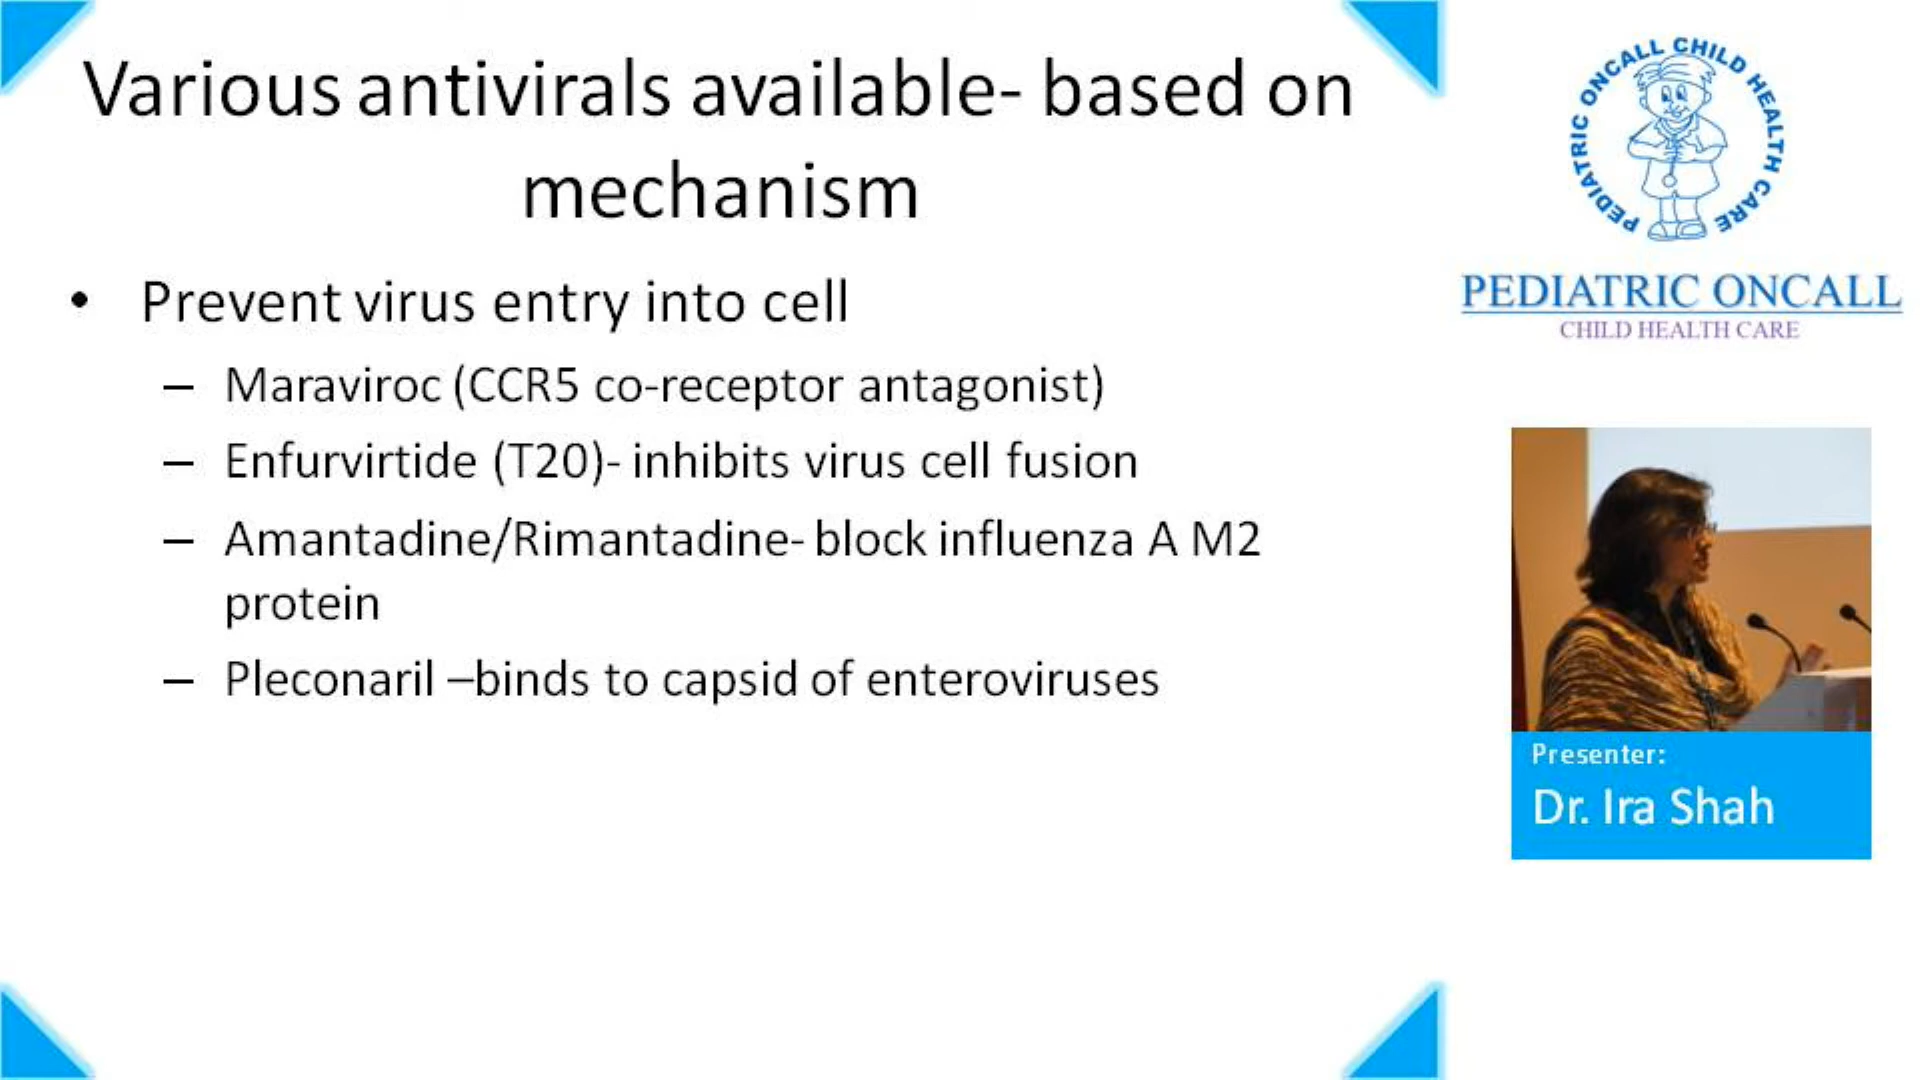 Various antivirals available- based on
mechanism
• Prevent virus entry into cell
– Maraviroc (CCR5 co-receptor antagonist)
– Enfurvirtide (T20)- inhibits virus cell fusion
– Amantadine/Rimantadine- block influenza A M2
protein
– Pleconaril –binds to capsid of enteroviruses
PEDIATRIC ONCALL CHILD HEALTH CARE
PEDIATRIC ONCALL
CHILD HEALTH CARE
Presenter:
Dr. Ira Shah